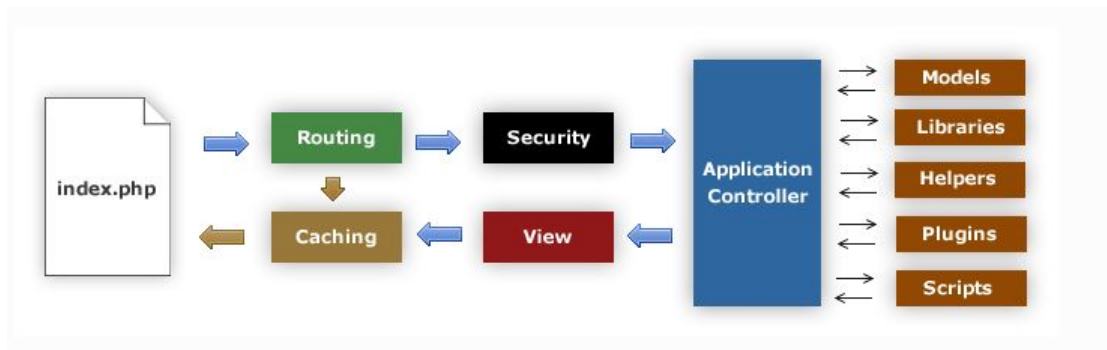 index.php
Routing
Security
Caching
View
Application
Controller
Models
Libraries
Helpers
Plugins
Scripts